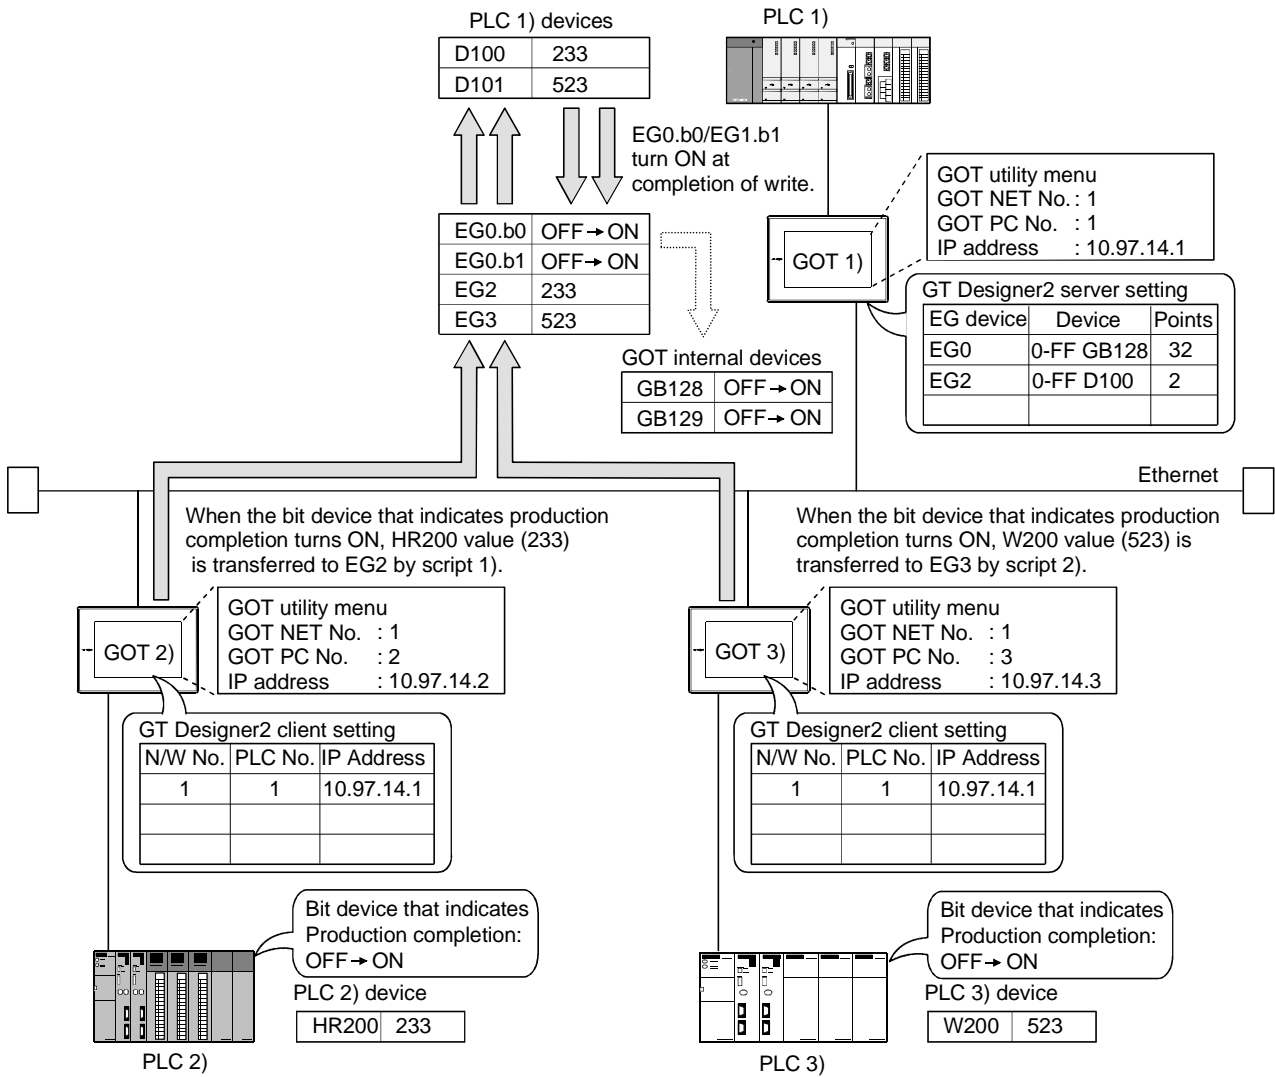 PLC 1) devices
D100 233
D101 523
PLC 1)
EG0.b0/EG1.b1
turn ON at
completion of write.
EG0.b0 OFF→ON
EG0.b1 OFF→ON
EG2 233
EG3 523
GOT 1)
GOT utility menu
GOT NET No. : 1
GOT PC No. : 1
IP address : 10.97.14.1
GT Designer2 server setting
EG device Device Points
EG0 0-FF GB128 32
EG2 0-FF D100 2
GOT internal devices
GB128 OFF→ON
GB129 OFF→ON
Ethernet
When the bit device that indicates production
completion turns ON, HR200 value (233)
is transferred to EG2 by script 1).
When the bit device that indicates production
completion turns ON, W200 value (523) is
transferred to EG3 by script 2).
GOT 2)
GOT utility menu
GOT NET No. : 1
GOT PC No. : 2
IP address : 10.97.14.2
GT Designer2 client setting
N/W No. PLC No. IP Address
1 1 10.97.14.1
GOT 3)
GOT utility menu
GOT NET No. : 1
GOT PC No. : 3
IP address : 10.97.14.3
GT Designer2 client setting
N/W No. PLC No. IP Address
1 1 10.97.14.1
Bit device that indicates
Production completion:
OFF→ON
PLC 2) device
HR200 233
PLC 2)
Bit device that indicates
Production completion:
OFF→ON
PLC 3) device
W200 523
PLC 3)